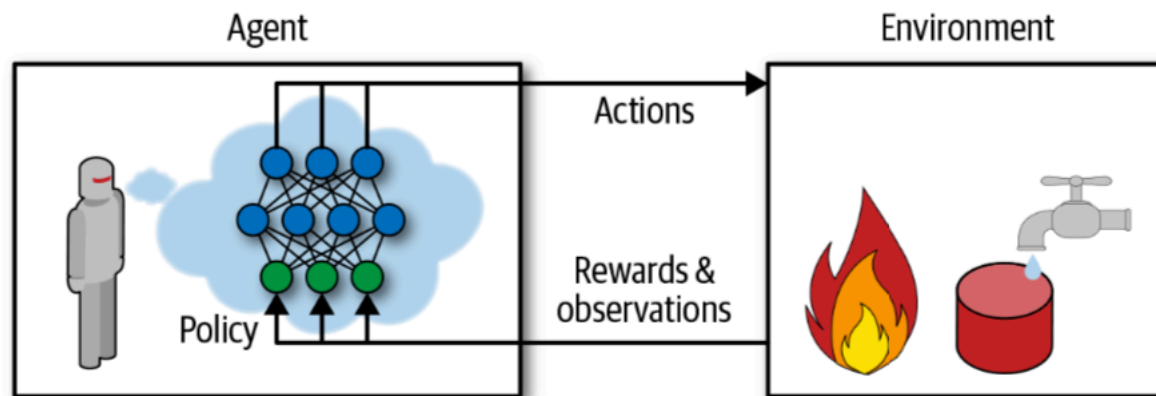 Agent
Environment
Actions
Rewards &
observations
Policy